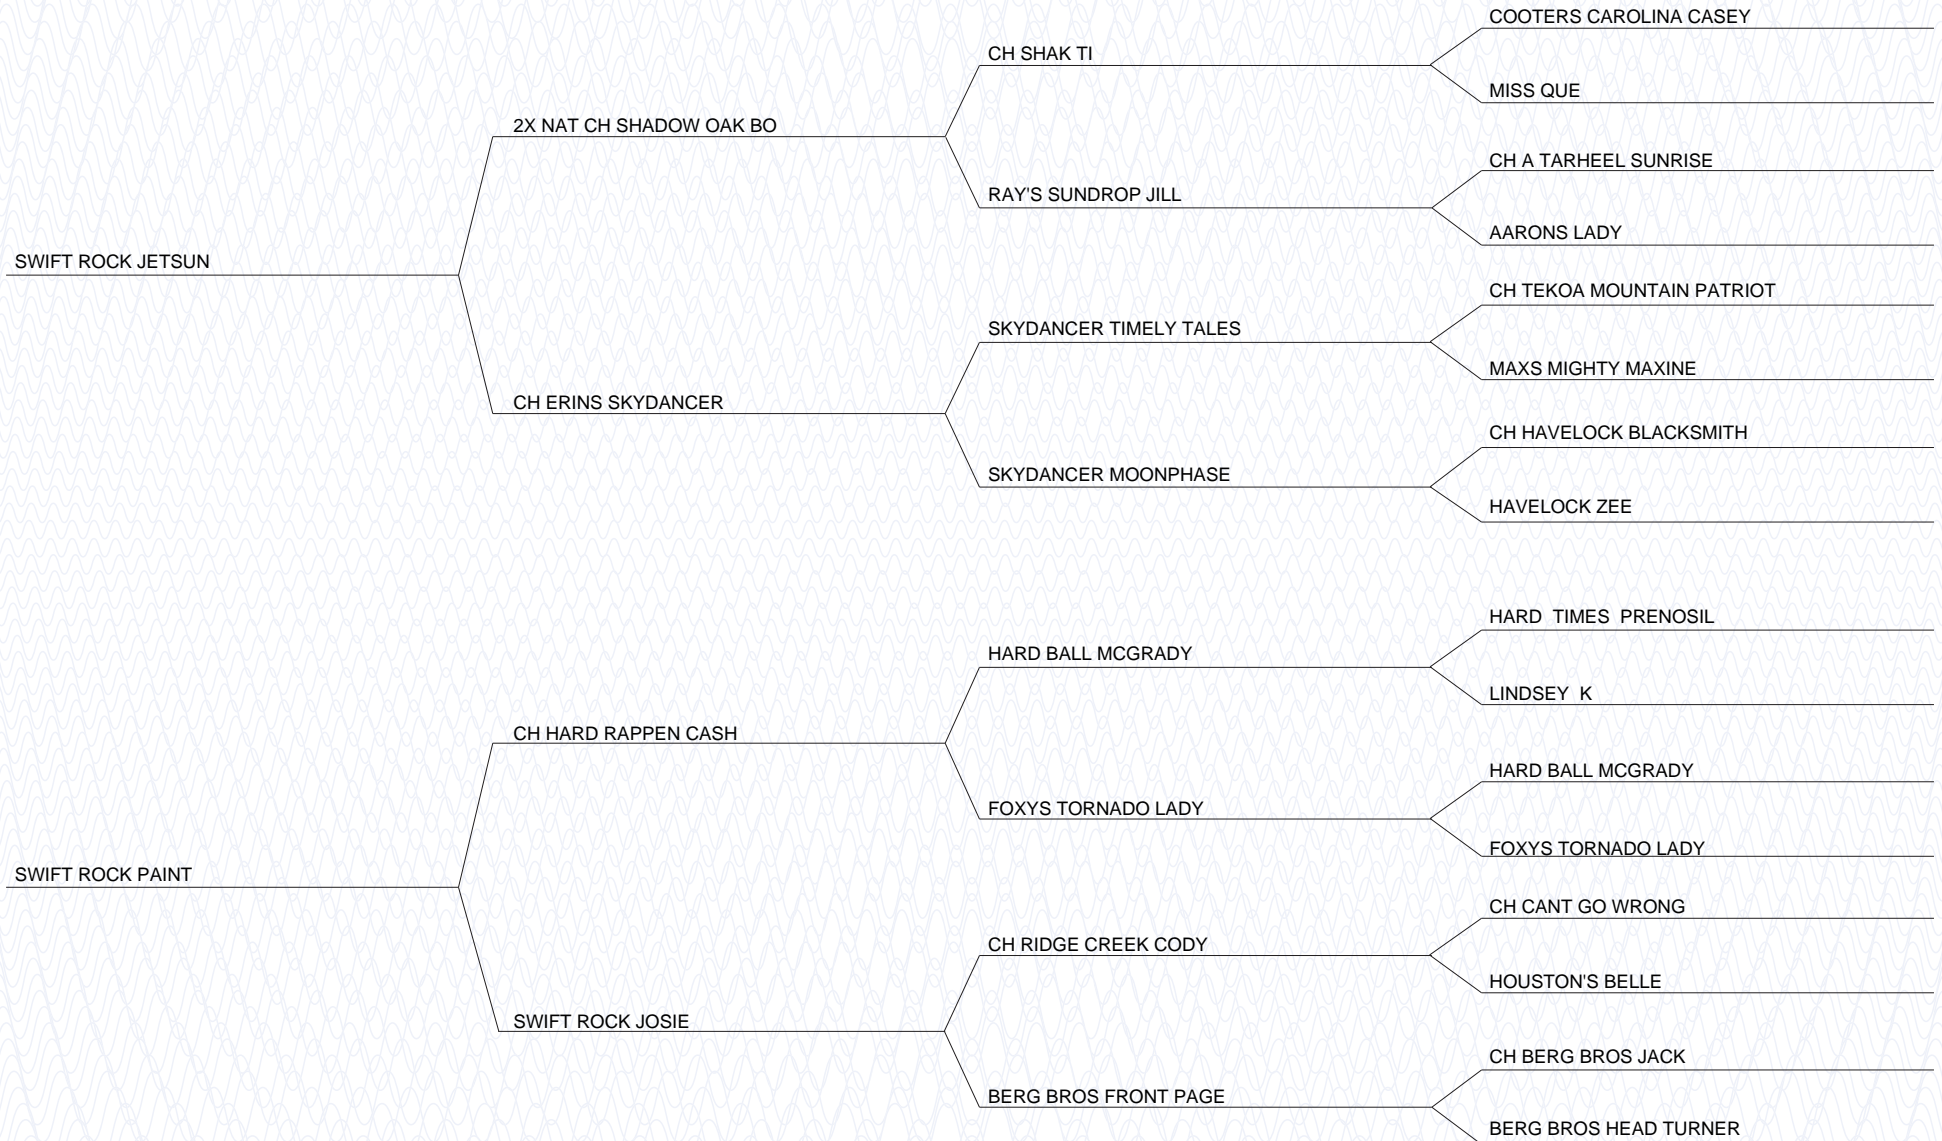 COOTERS CAROLINA CASEY
CH SHAK TI
MISS QUE
2X NAT CH SHADOW OAK BO
CH A TARHEEL SUNRISE
RAY'S SUNDROP JILL
AARONS LADY
SWIFT ROCK JETSUN
CH TEKOA MOUNTAIN PATRIOT
SKYDANCER TIMELY TALES
MAXS MIGHTY MAXINE
CH ERINS SKYDANCER
CH HAVELOCK BLACKSMITH
SKYDANCER MOONPHASE
HAVELOCK ZEE
HARD  TIMES  PRENOSIL
HARD BALL MCGRADY
LINDSEY  K
CH HARD RAPPEN CASH
HARD BALL MCGRADY
FOXYS TORNADO LADY
FOXYS TORNADO LADY
SWIFT ROCK PAINT
CH CANT GO WRONG
CH RIDGE CREEK CODY
HOUSTON'S BELLE
SWIFT ROCK JOSIE
CH BERG BROS JACK
BERG BROS FRONT PAGE
BERG BROS HEAD TURNER